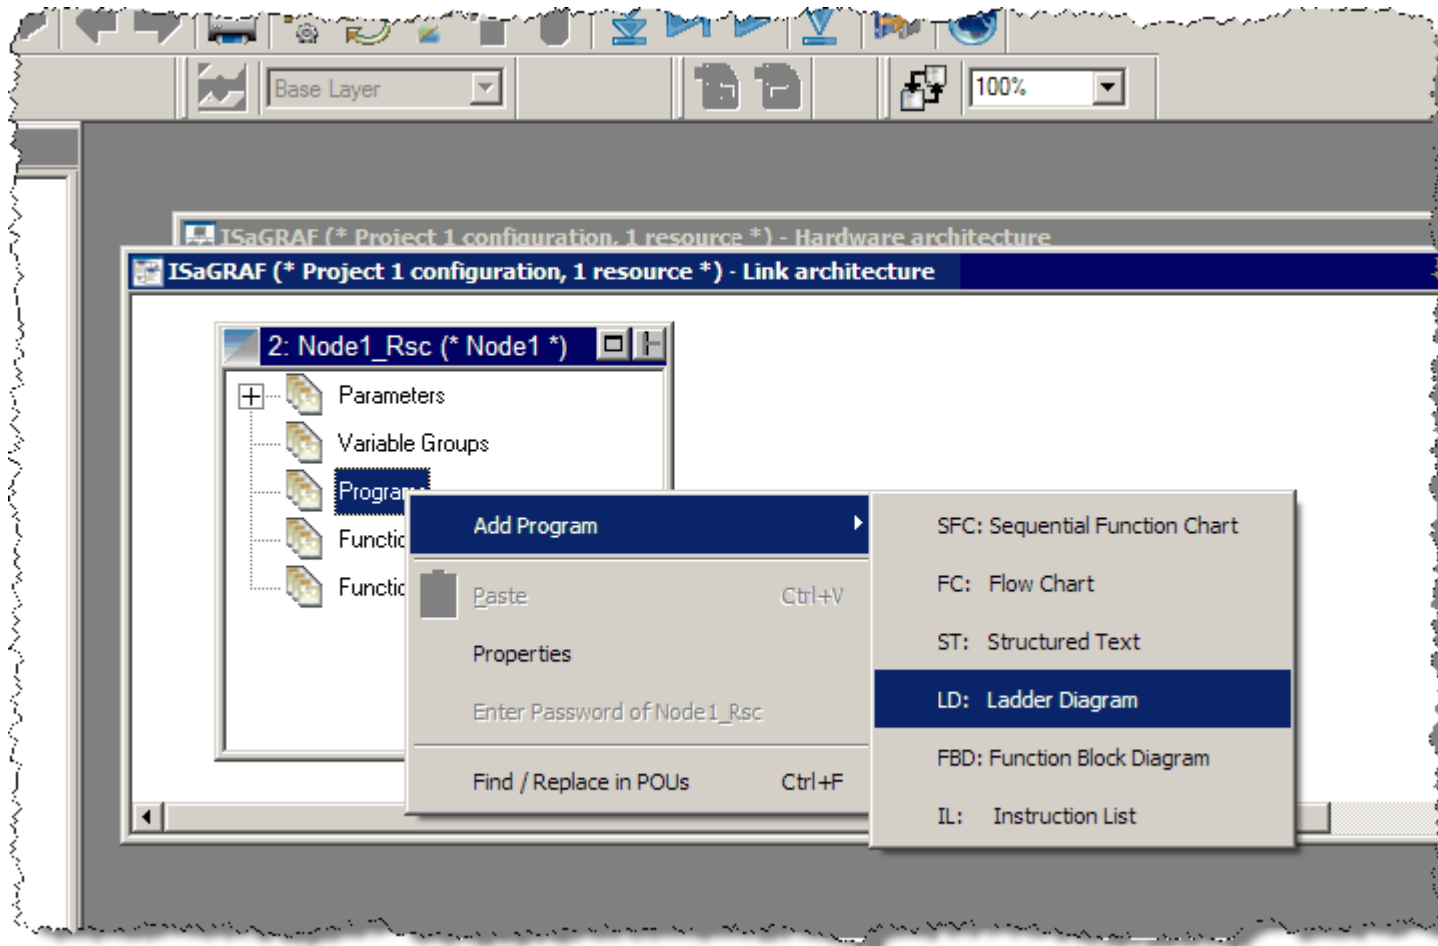 Base Layer
100%
ISaGRAF (* Project 1 configuration, 1 resource *) - Hardware architecture
ISaGRAF (* Project 1 configuration, 1 resource *) - Link architecture
2: Node1_Rsc (* Node1 *)
Parameters
Variable Groups
Add Program
Paste Ctrl+V
Properties
Enter Password of Node1_Rsc
Find / Replace in POUs Ctrl+F
SFC: Sequential Function Chart
FC: Flow Chart
ST: Structured Text
LD: Ladder Diagram
FBD: Function Block Diagram
IL: Instruction List